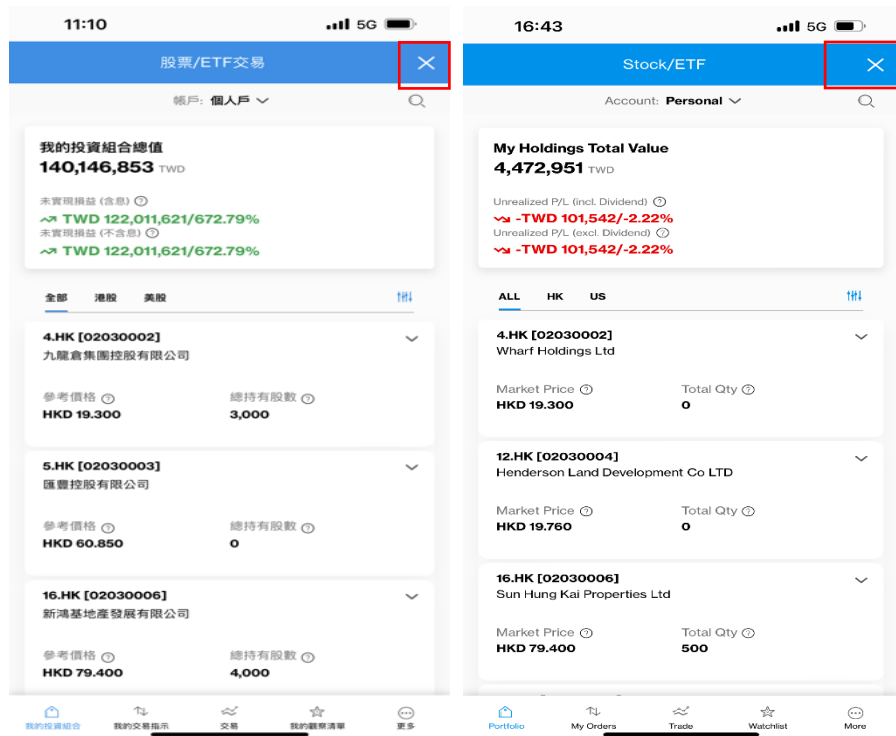 11:10
5G
股票/ETF交易
帳戶: 個人戶
我的投資組合總值
140,146,853 TWD
未實現損益 (含息)
TWD 122,011,621/672.79%
未實現損益 (不含息)
TWD 122,011,621/672.79%
全部 港股 美股
4.HK [02030002]
九龍倉集團控股有限公司
參考價格 總持有股數
HKD 19.300 3,000
5.HK [02030003]
匯豐控股有限公司
參考價格 總持有股數
HKD 60.850 0
16.HK [02030006]
新鴻基地產發展有限公司
參考價格 總持有股數
HKD 79.400 4,000
我的投資組合 我的交易指示 交易 我的觀察清單 更多
16:43
5G
Stock/ETF
Account: Personal
My Holdings Total Value
4,472,951 TWD
Unrealized P/L (incl. Dividend)
-TWD 101,542/-2.22%
Unrealized P/L (excl. Dividend)
-TWD 101,542/-2.22%
ALL HK US
4.HK [02030002]
Wharf Holdings Ltd
Market Price Total Qty
HKD 19.300 0
12.HK [02030004]
Henderson Land Development Co LTD
Market Price Total Qty
HKD 19.760 0
16.HK [02030006]
Sun Hung Kai Properties Ltd
Market Price Total Qty
HKD 79.400 500
Portfolio My Orders Trade Watchlist More